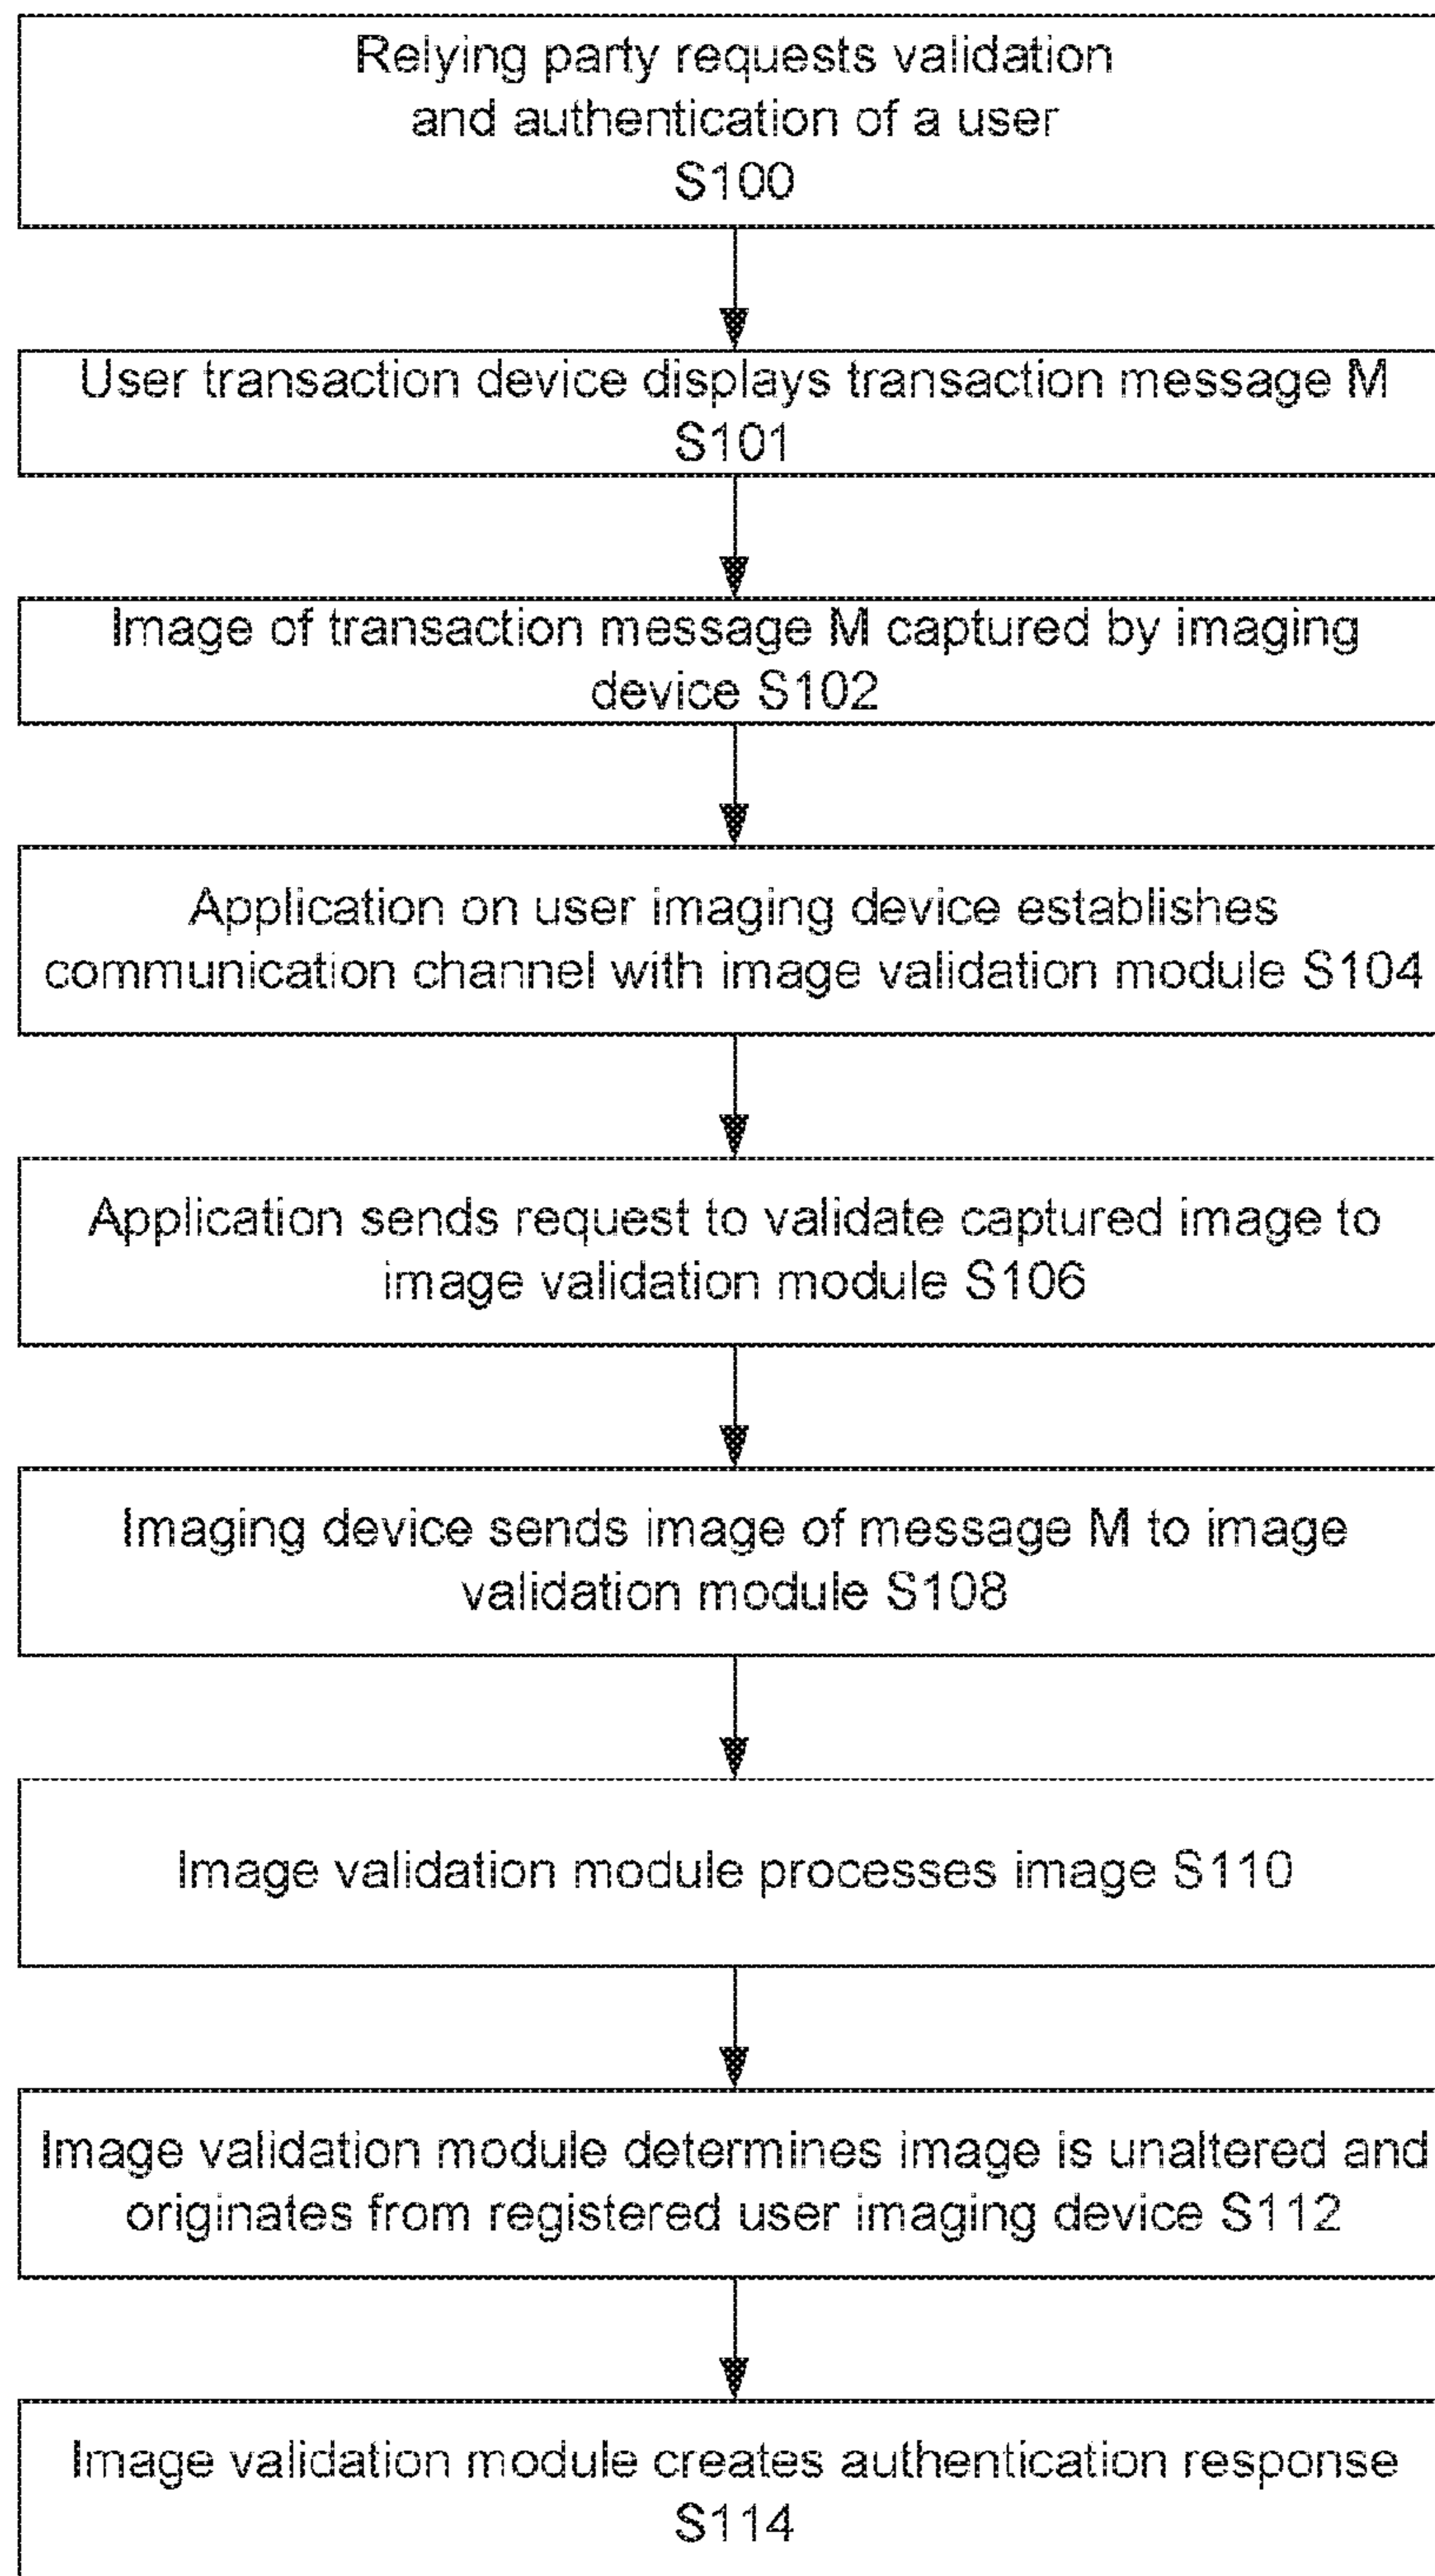 Relying party requests validation
and authentication of a user
S100
User transaction device displays transaction message M
S101
Image of transaction message M captured by imaging
device S102
Application on user imaging device establishes
communication channel with image validation module S104
Application sends request to validate captured image to
image validation module S106
Imaging device sends image of message M to image
validation module S108
Image validation module processes image S110
Image validation module determines image is unaltered and
originates from registered user imaging device S112
Image validation module creates authentication response
S114